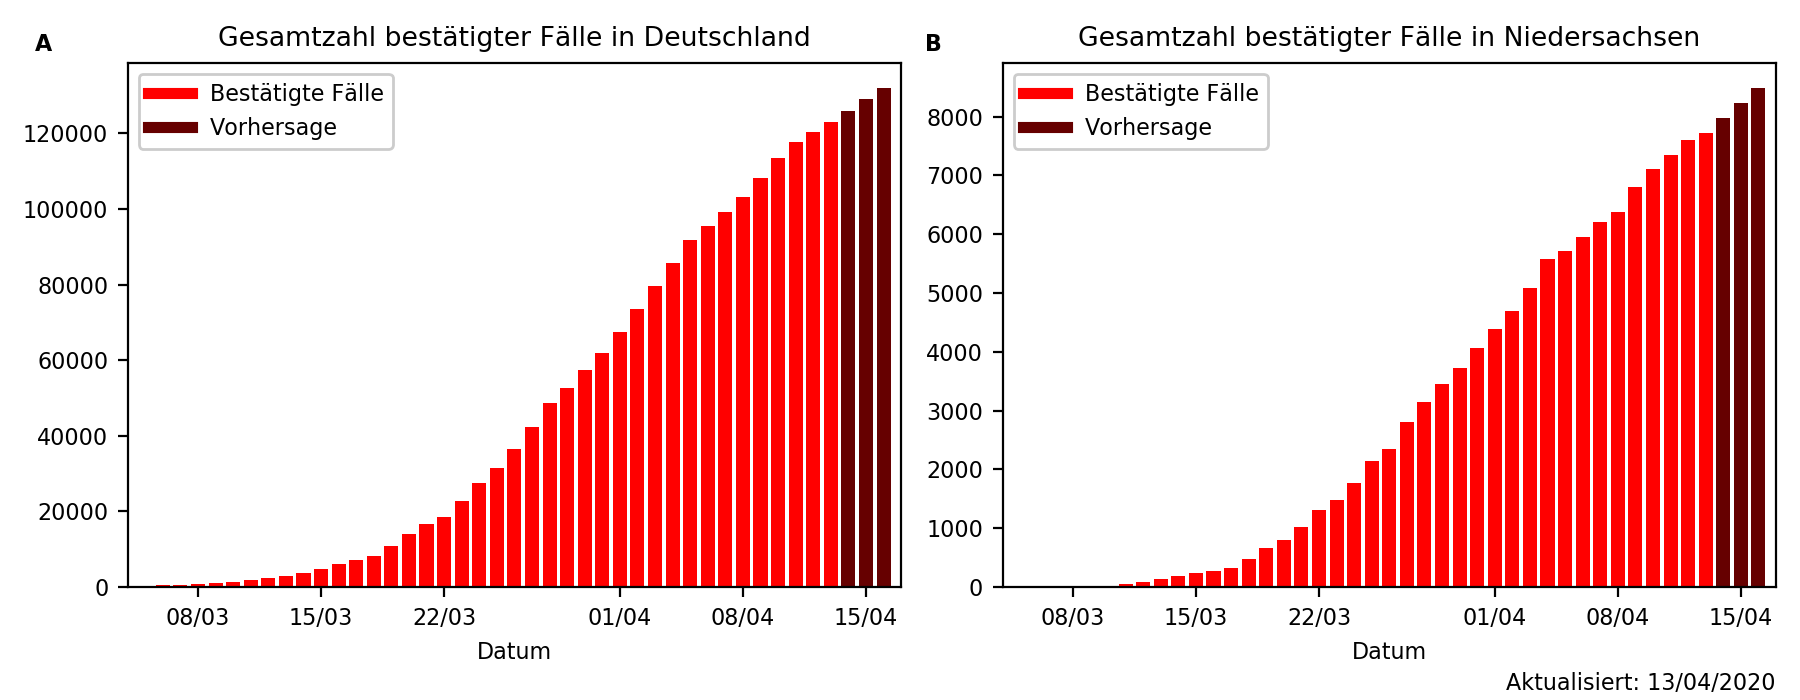 A
Gesamtzahl bestätigter Fälle in Deutschland
Bestätigte Fälle
Vorhersage
120000
100000
80000
60000
40000
20000
0
08/03 15/03 22/03 01/04 08/04 15/04
Datum
B
Gesamtzahl bestätigter Fälle in Niedersachsen
Bestätigte Fälle
Vorhersage
8000
7000
6000
5000
4000
3000
2000
1000
0
08/03 15/03 22/03 01/04 08/04 15/04
Datum
Aktualisiert: 13/04/2020